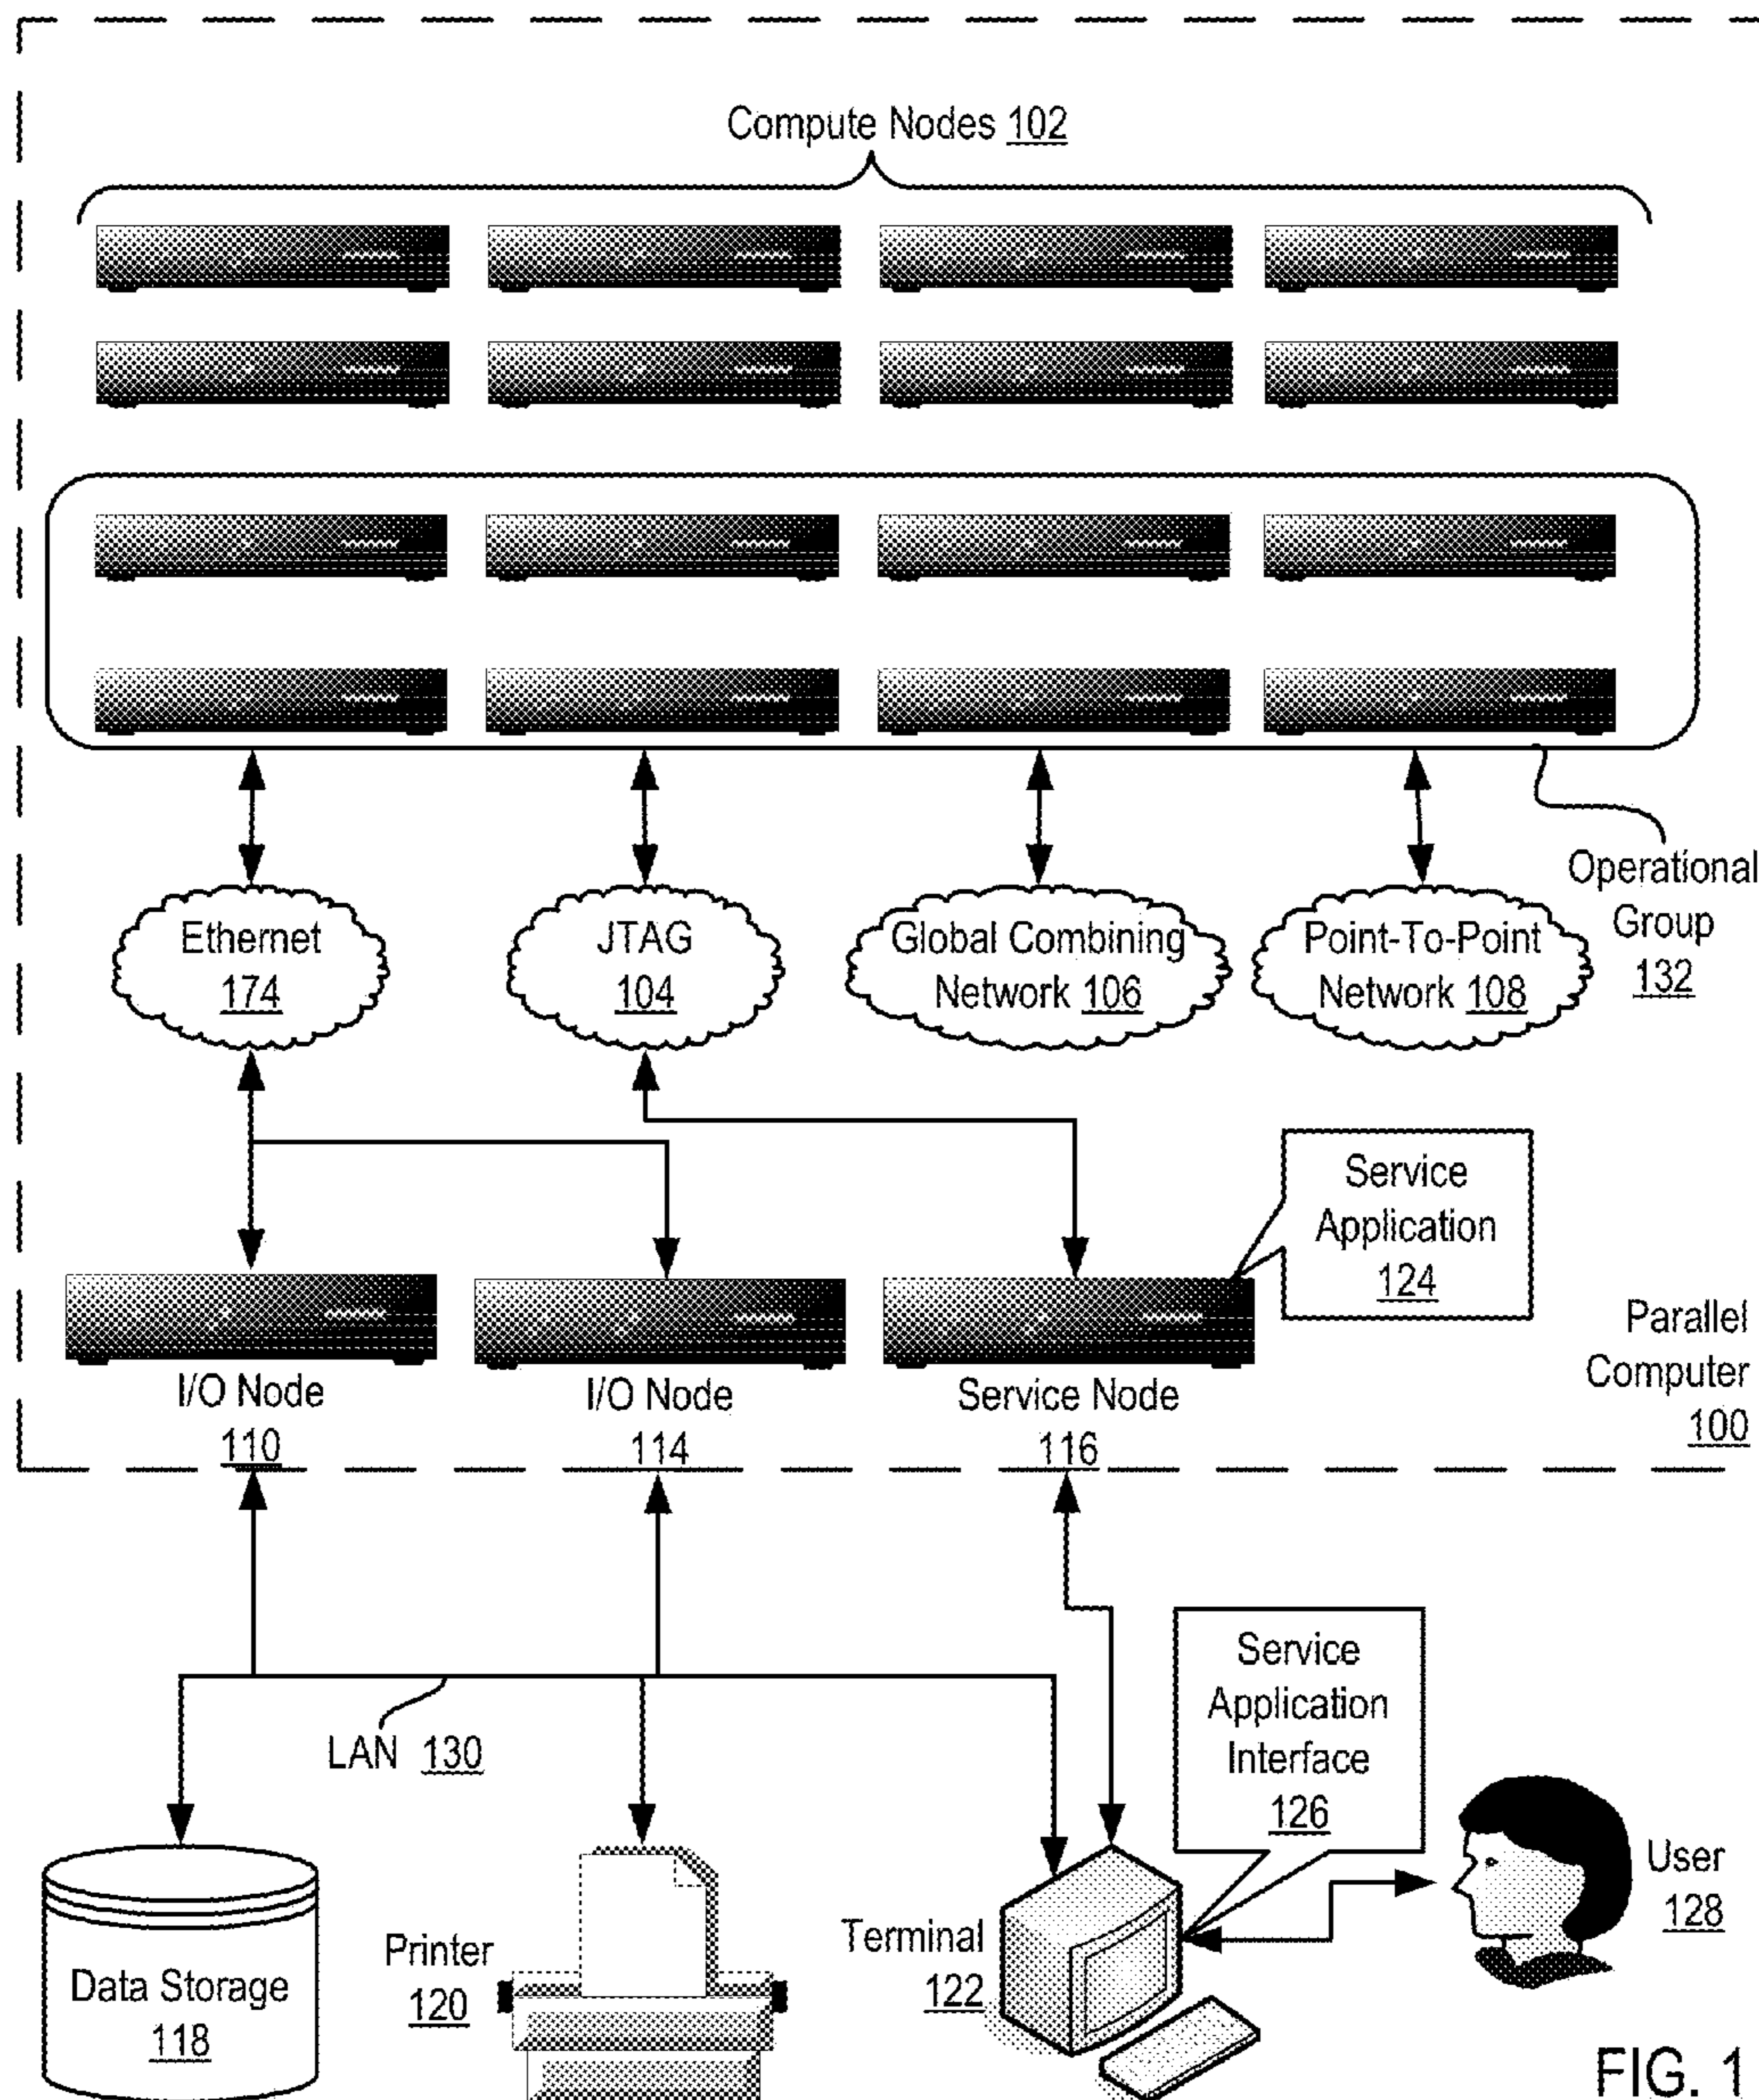 Compute Nodes 102
Operational
Group
132
Ethernet
174
JTAG
104
Global Combining
Network 106
Point-To-Point
Network 108
Service
Application
124
Parallel
Computer
100
I/O Node
110
I/O Node
114
Service Node
116
LAN 130
Service
Application
Interface
126
Data Storage
118
Printer
120
Terminal
122
User
128
FIG. 1